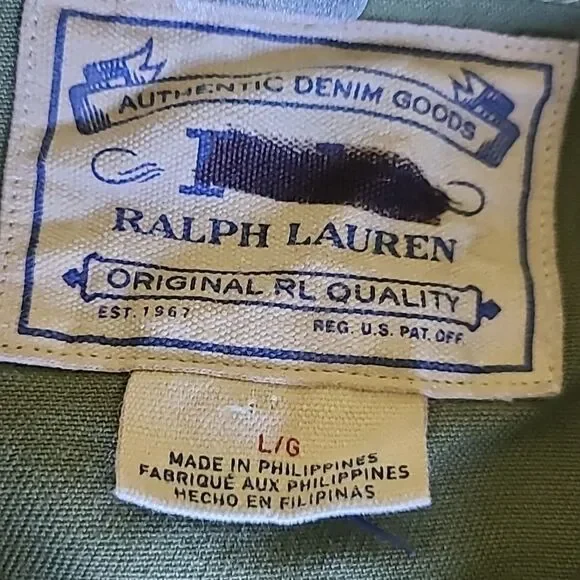 AUTHENTIC DENIM GOODS
RALPH LAUREN
ORIGINAL RL QUALITY
EST. 1967
REG. U.S. PAT. OFF.
L/G
MADE IN PHILIPPINES
FABRIQUÉ AUX PHILIPPINES
HECHO EN FILIPINAS